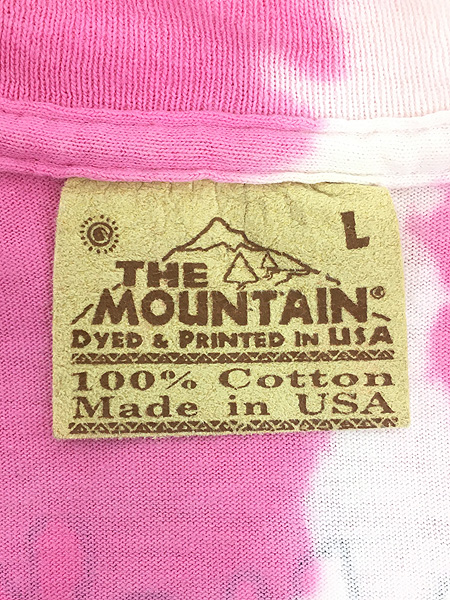 L
THE
MOUNTAIN®
DYED & PRINTED IN USA
100% Cotton
Made in USA